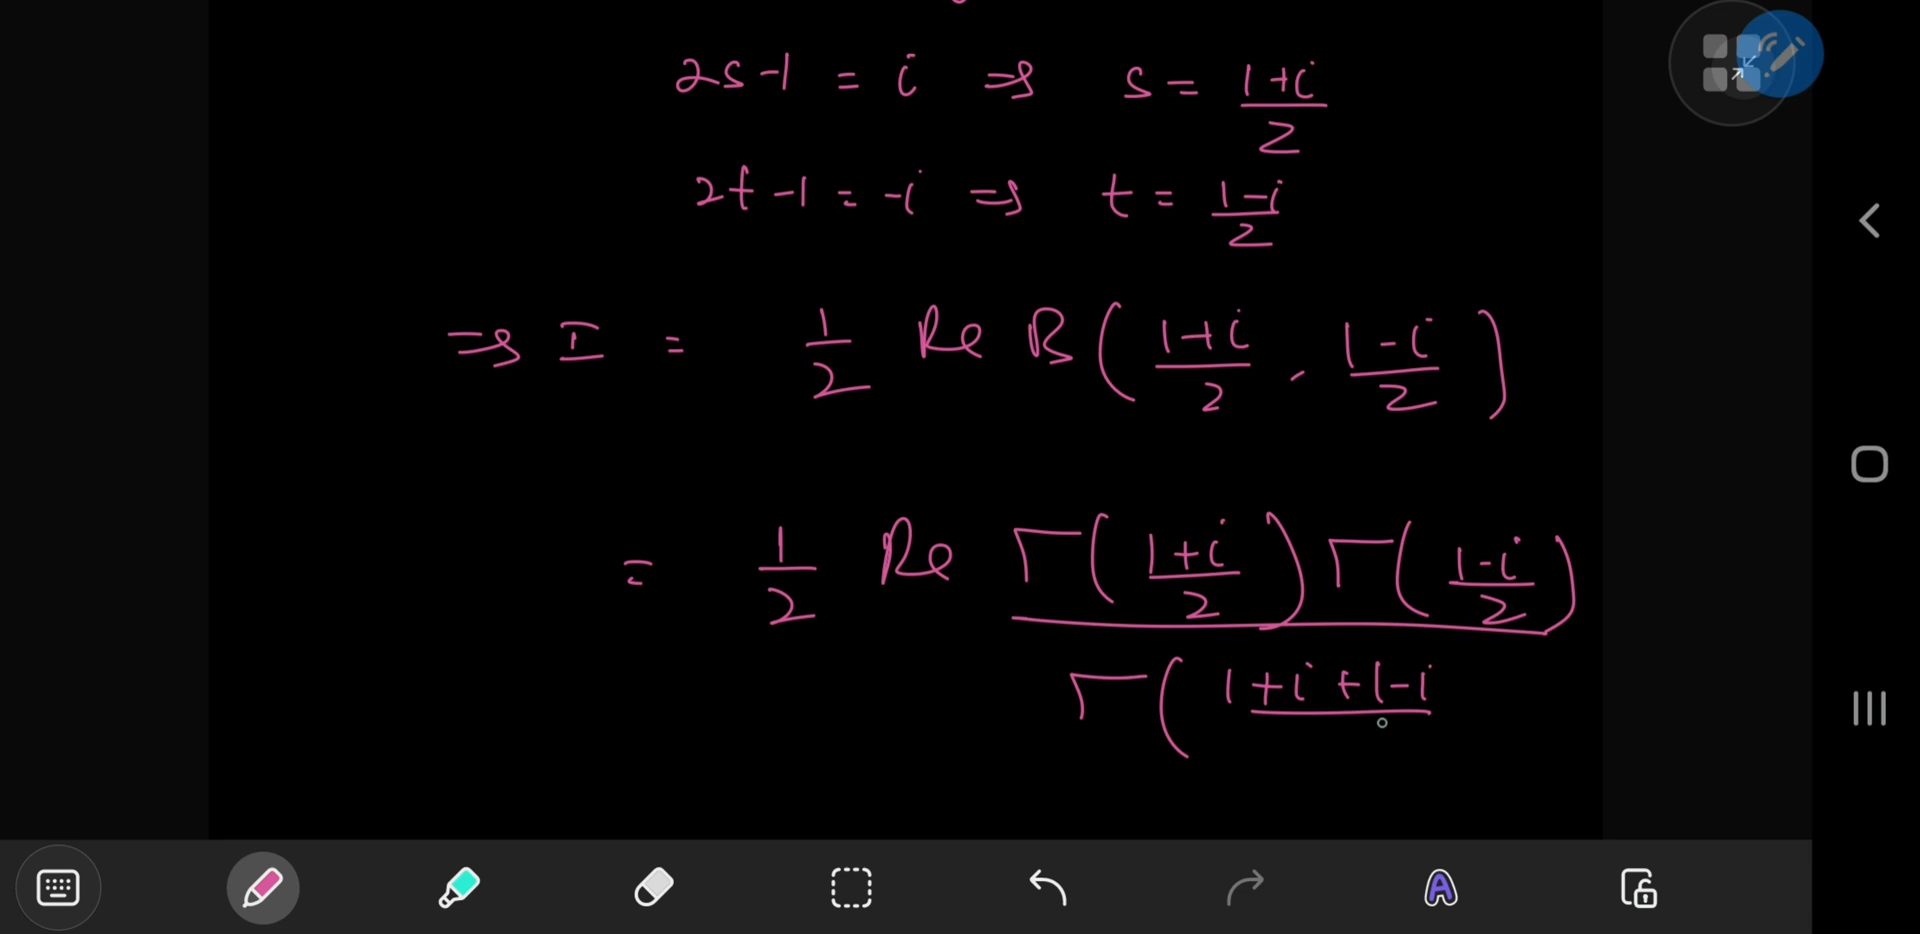 2s-1 = i ⇒ s = (1+i)/2
2t-1 = -i ⇒ t = (1-i)/2
⇒ I = 1/2 Re B((1+i)/2, (1-i)/2)
= 1/2 Re Γ((1+i)/2) Γ((1-i)/2)
Γ(1+i+1-i